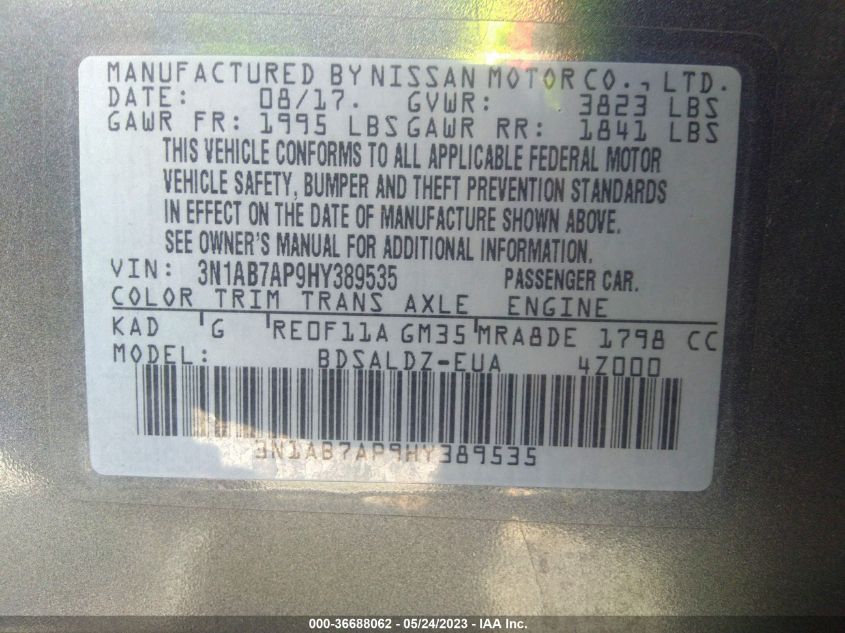 MANUFACTURED BY NISSAN MOTOR CO., LTD.
DATE: 08/17. GVWR: 3823 LBS
GAWR FR: 1995 LBS GAWR RR: 1841 LBS
THIS VEHICLE CONFORMS TO ALL APPLICABLE FEDERAL MOTOR
VEHICLE SAFETY, BUMPER AND THEFT PREVENTION STANDARDS
IN EFFECT ON THE DATE OF MANUFACTURE SHOWN ABOVE.
SEE OWNER'S MANUAL FOR ADDITIONAL INFORMATION.
VIN: 3N1AB7AP9HY389535 PASSENGER CAR.
COLOR TRIM TRANS AXLE ENGINE
KAD G RE0F11A GM35 MRA8DE 1798 CC
MODEL: BDSALDZ-EUA 4Z000
3N1AB7AP9HY389535
000-36688062 - 05/24/2023 - IAA Inc.